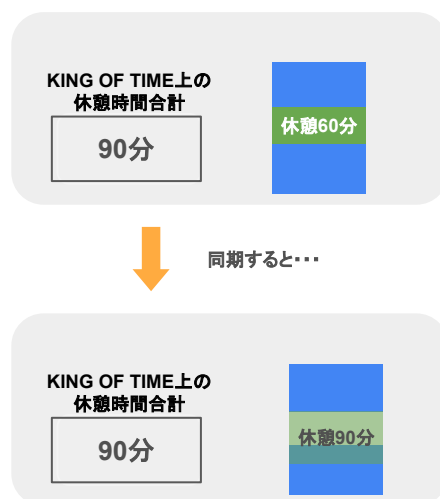 KING OF TIME上の
休憩時間合計
90分
休憩60分
同期すると・・・
KING OF TIME上の
休憩時間合計
90分
休憩90分